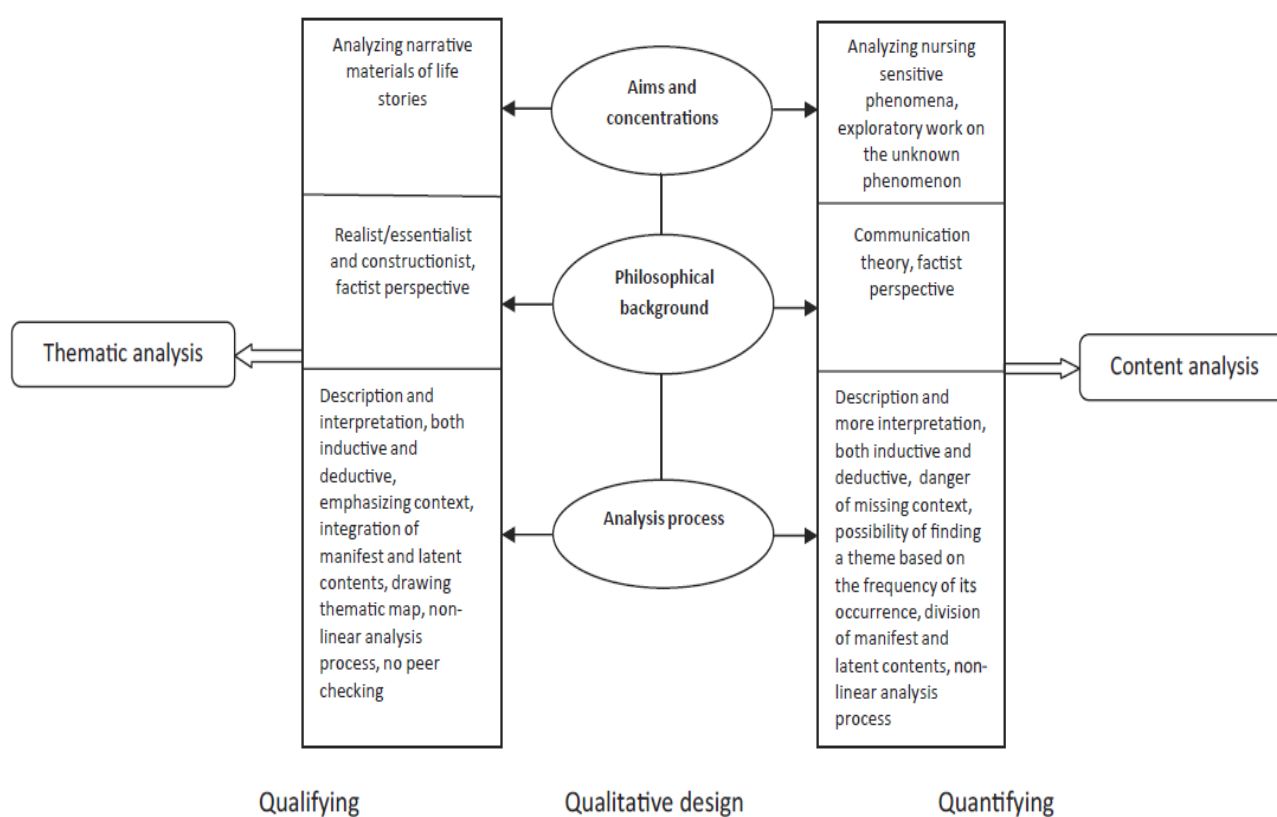 Analyzing narrative
materials of life
stories
Aims and
concentrations
Analyzing nursing
sensitive
phenomena,
exploratory work on
the unknown
phenomenon
Realist/essentialist
and constructionist,
factist perspective
Philosophical
background
Communication
theory, factist
perspective
Thematic analysis
Content analysis
Description and
interpretation, both
inductive and
deductive,
emphasizing context,
integration of
manifest and latent
contents, drawing
thematic map, non-
linear analysis
process, no peer
checking
Analysis process
Description and
more interpretation,
both inductive and
deductive, danger
of missing context,
possibility of finding
a theme based on
the frequency of its
occurrence, division
of manifest and
latent contents, non-
linear analysis
process
Qualifying
Qualitative design
Quantifying